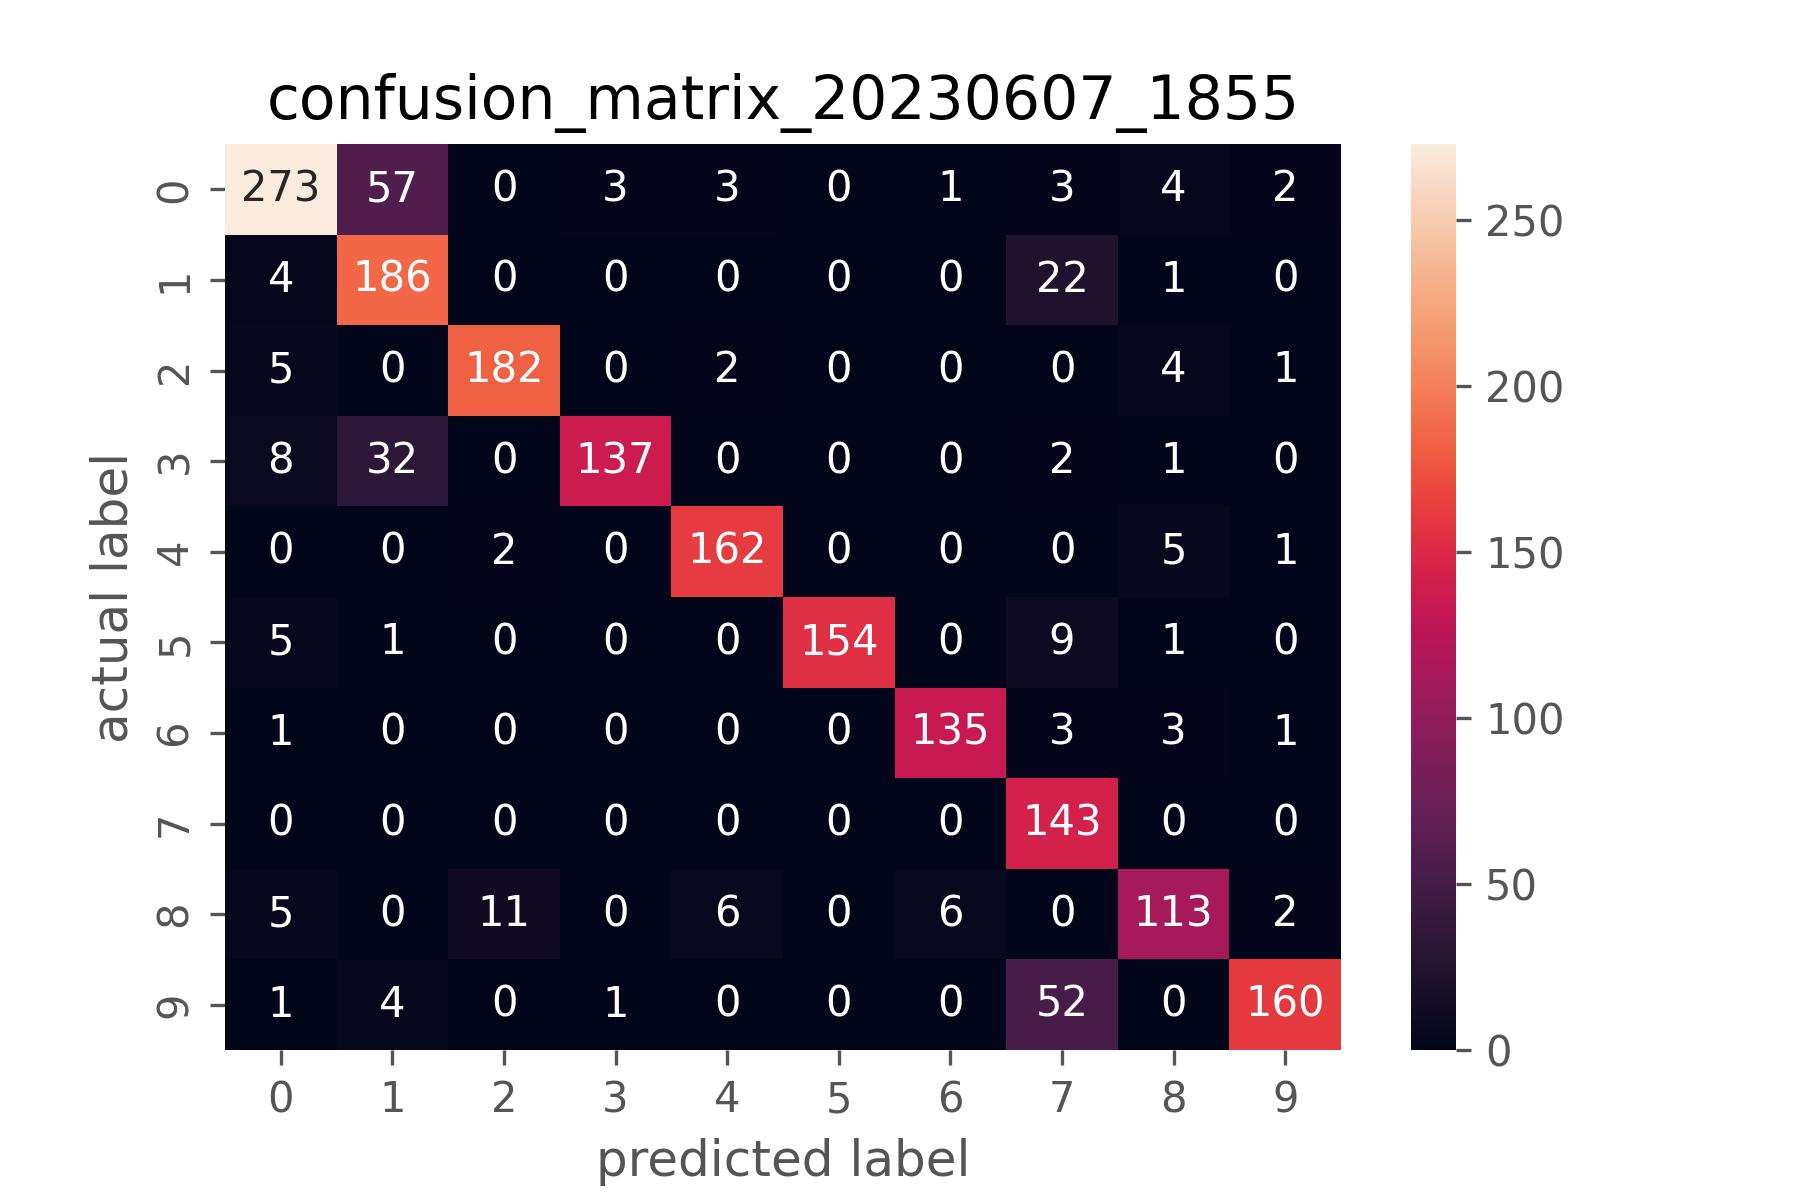 confusion_matrix_20230607_1855
0 273 57 0 3 3 0 1 3 4 2
1 4 186 0 0 0 0 0 22 1 0
2 5 0 182 0 2 0 0 0 4 1
3 8 32 0 137 0 0 0 2 1 0
4 0 0 2 0 162 0 0 0 5 1
5 5 1 0 0 0 154 0 9 1 0
6 1 0 0 0 0 0 135 3 3 1
7 0 0 0 0 0 0 0 143 0 0
8 5 0 11 0 6 0 6 0 113 2
9 1 4 0 1 0 0 0 52 0 160
0 1 2 3 4 5 6 7 8 9
predicted label
actual label
250
200
150
100
50
0